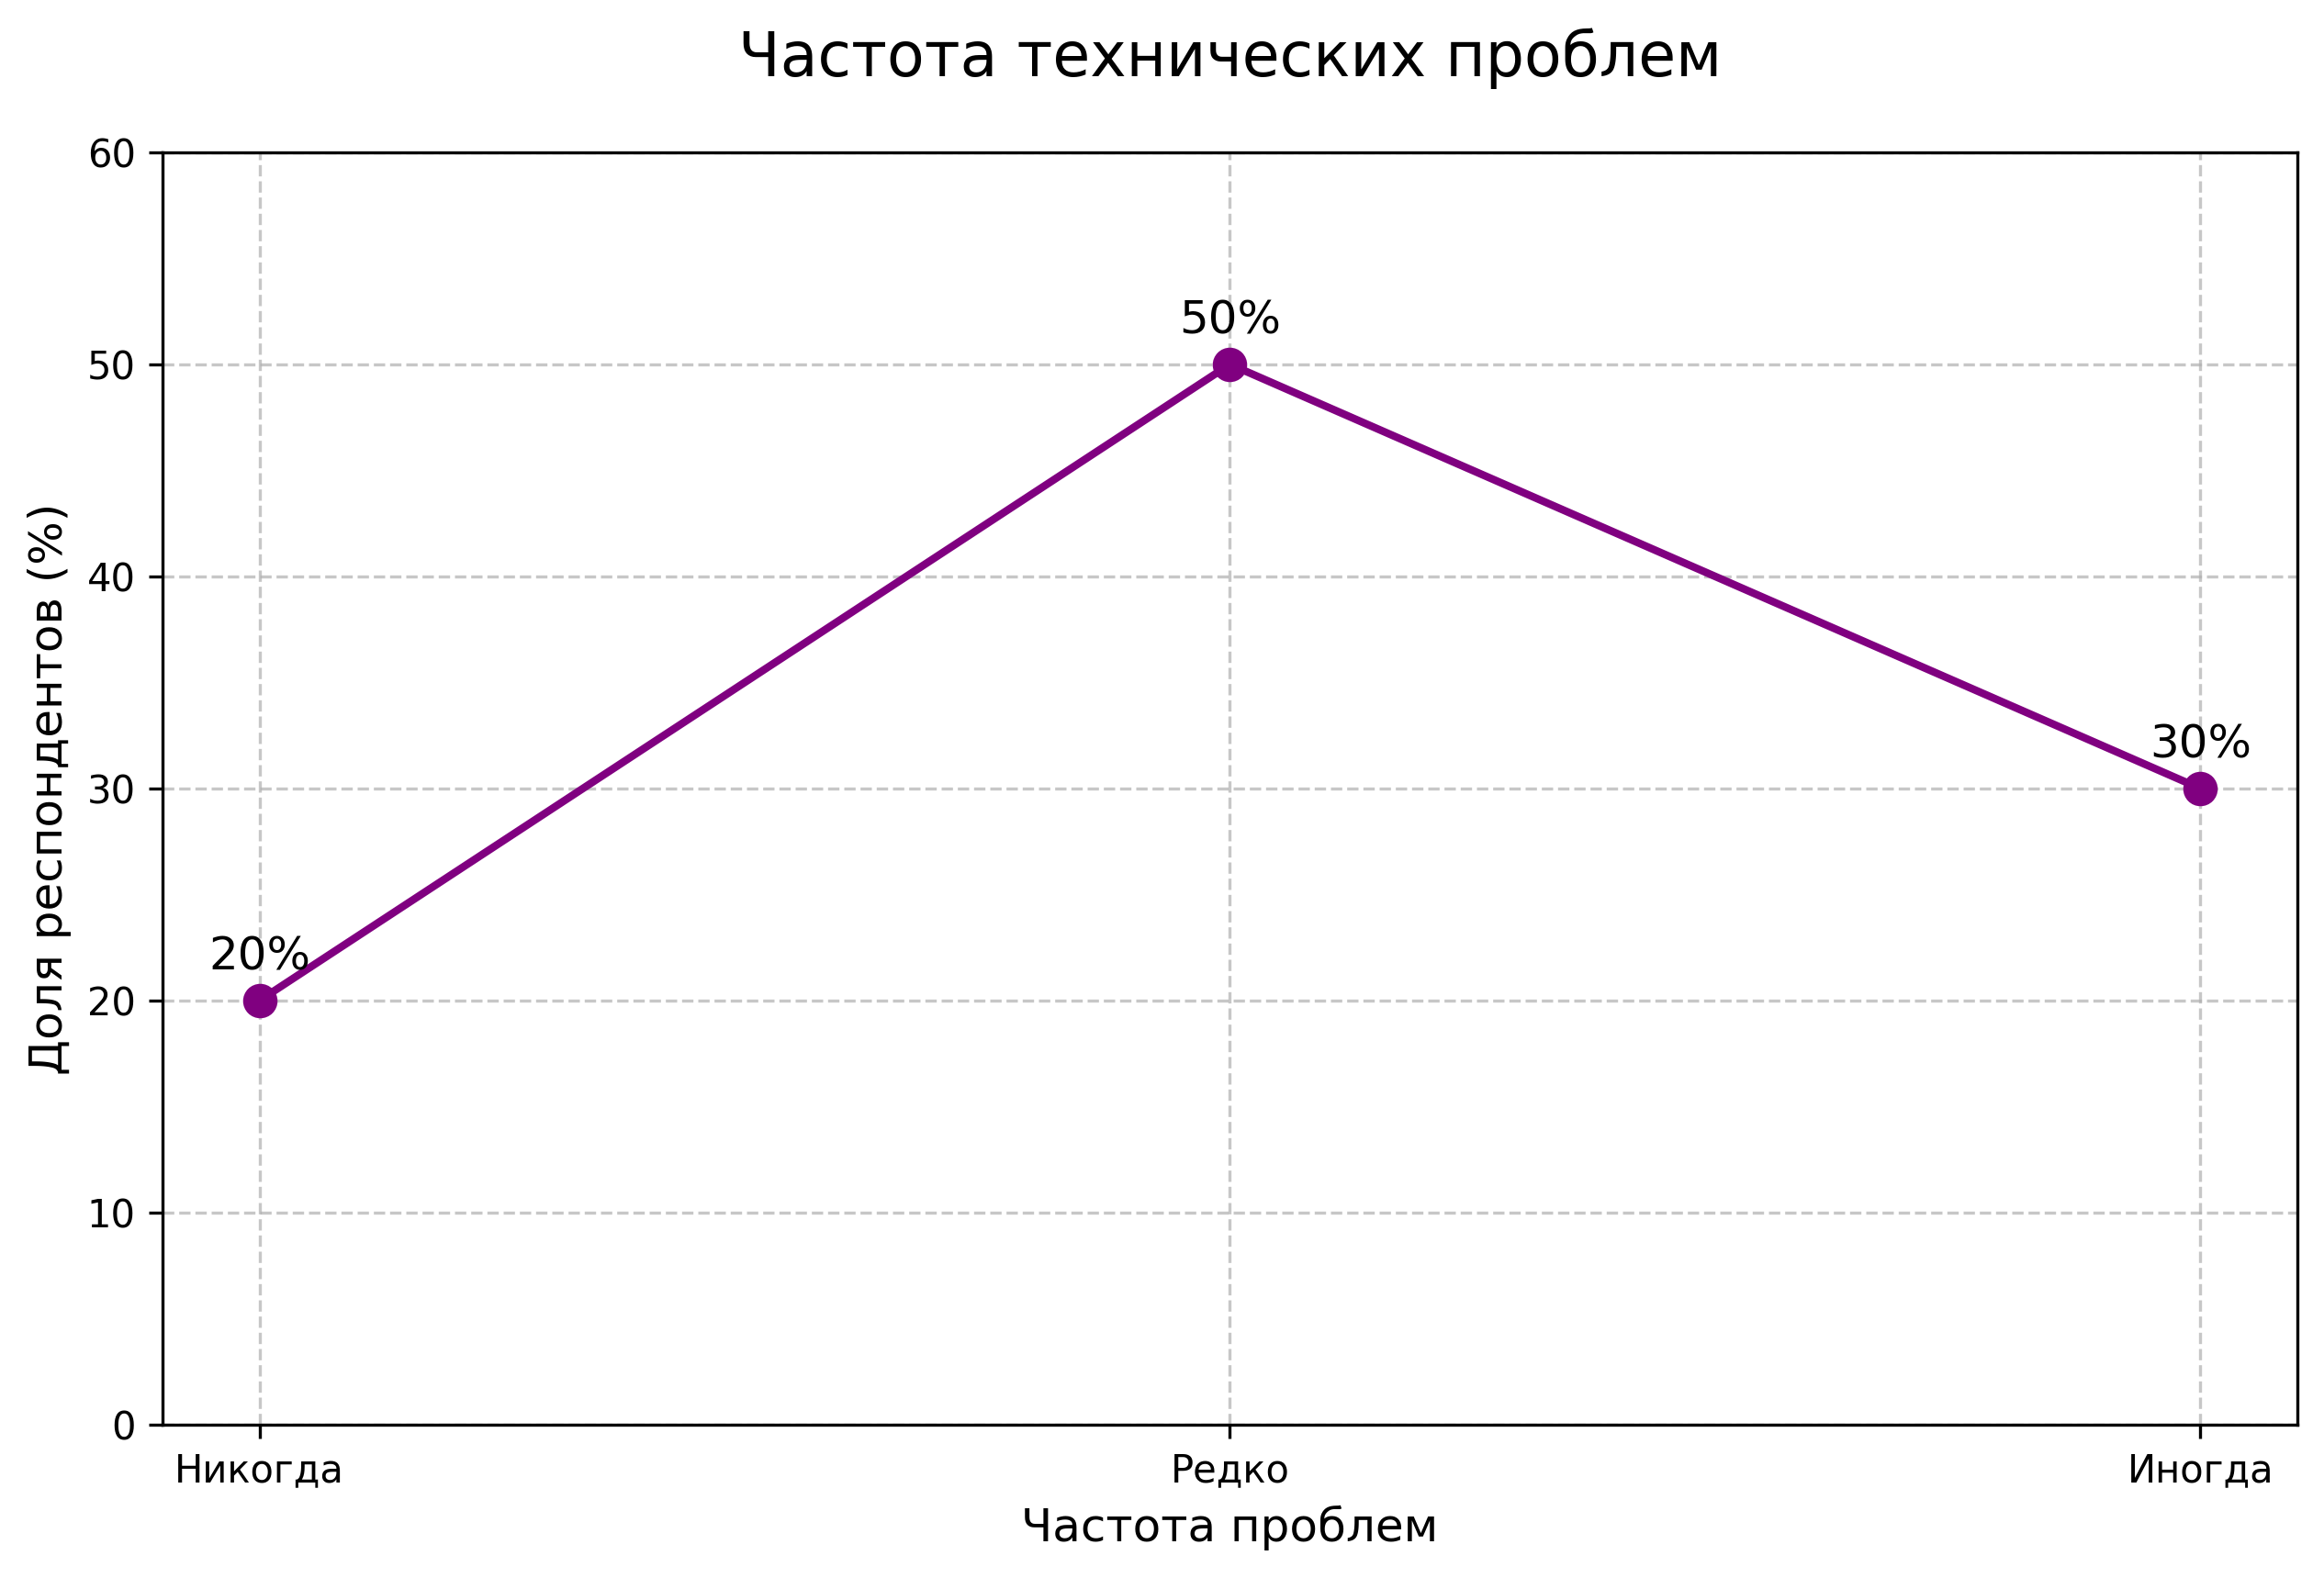 Частота технических проблем
60
50
40
30
20
10
0
Доля респондентов (%)
20%
50%
30%
Никогда
Редко
Иногда
Частота проблем